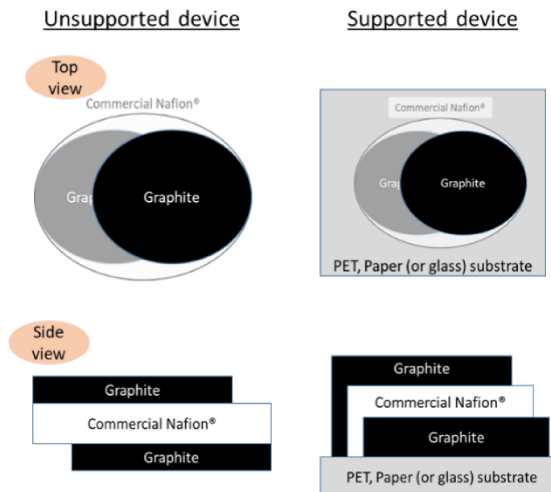 Unsupported device
Supported device
Top
view
Commercial Nafion®
Graphite
Commercial Nafion®
Graphite
PET, Paper (or glass) substrate
Side
view
Graphite
Commercial Nafion®
Graphite
Graphite
Commercial Nafion®
Graphite
PET, Paper (or glass) substrate